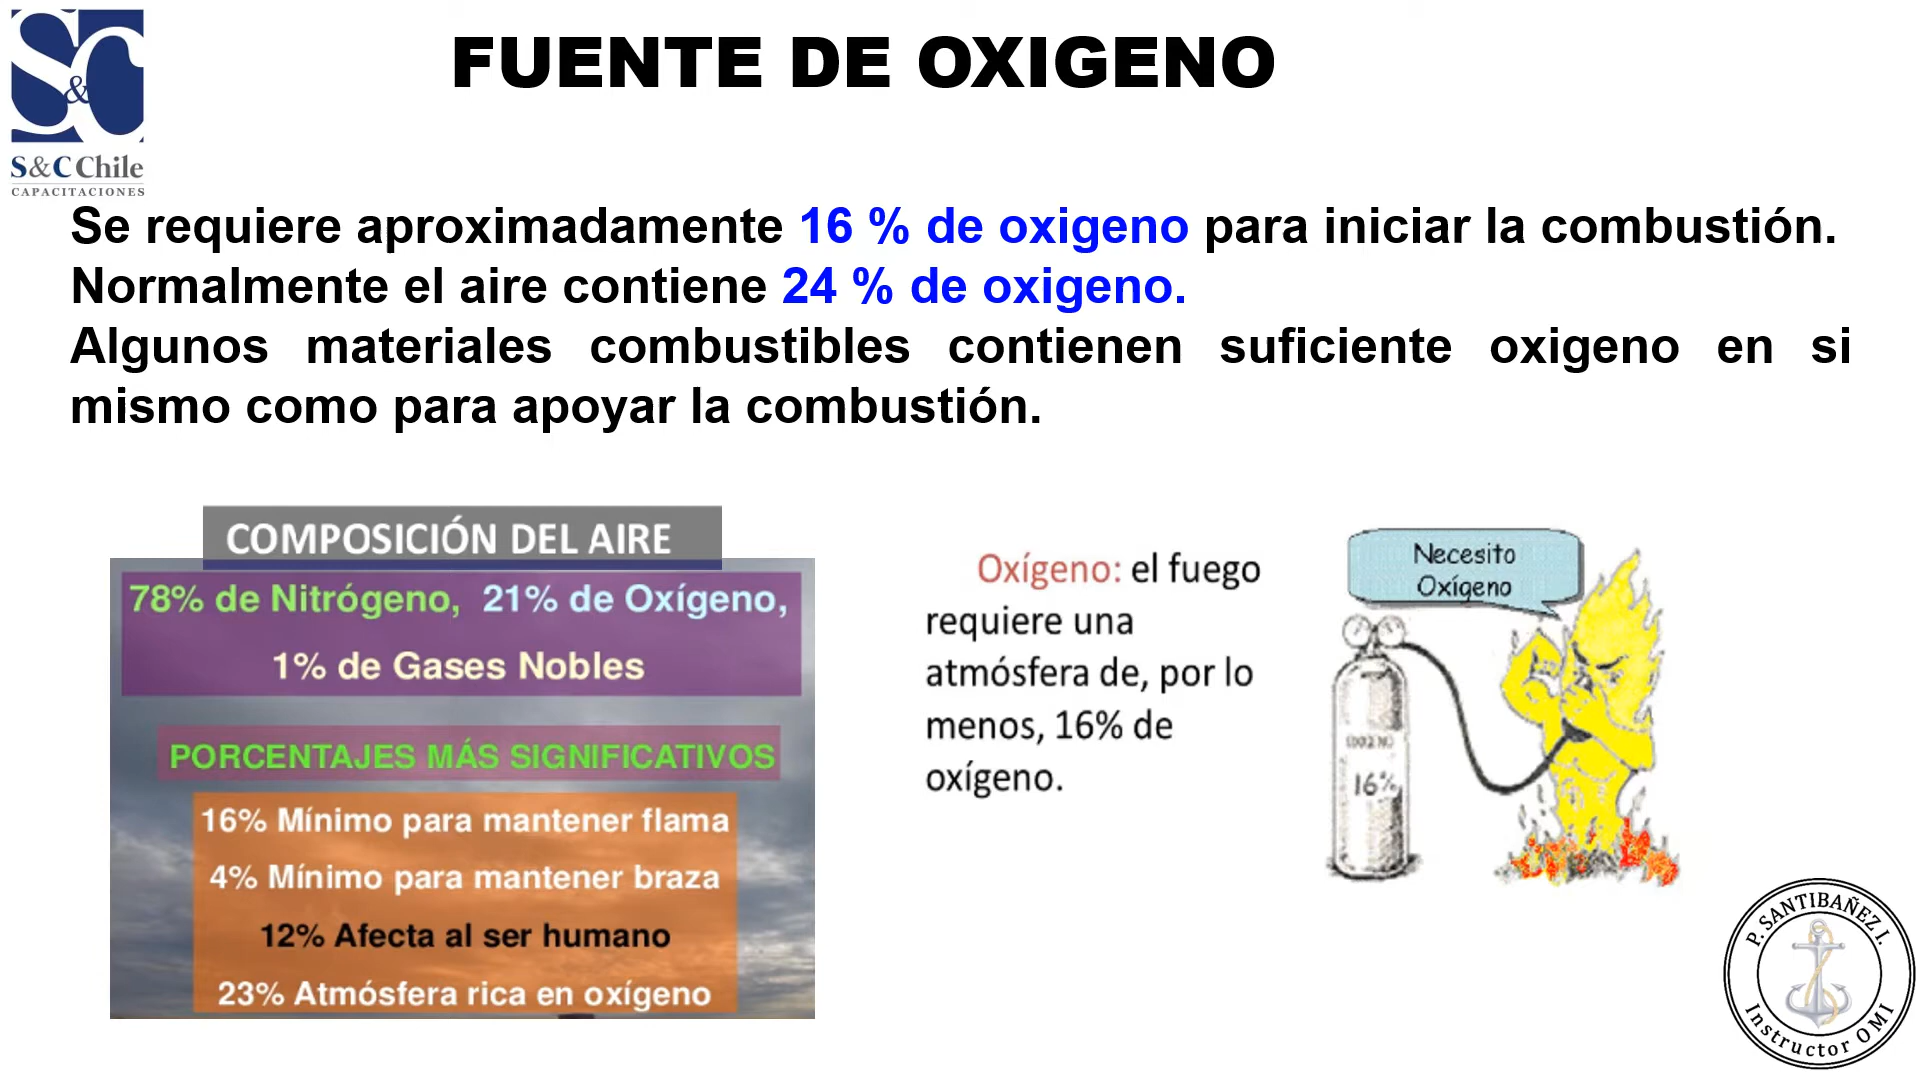 S&C
S&C Chile
CAPACITACIONES
FUENTE DE OXIGENO
Se requiere aproximadamente 16 % de oxigeno para iniciar la combustión.
Normalmente el aire contiene 24 % de oxigeno.
Algunos materiales combustibles contienen suficiente oxigeno en si
mismo como para apoyar la combustión.
COMPOSICIÓN DEL AIRE
78% de Nitrógeno, 21% de Oxígeno,
1% de Gases Nobles
PORCENTAJES MÁS SIGNIFICATIVOS
16% Mínimo para mantener flama
4% Mínimo para mantener braza
12% Afecta al ser humano
23% Atmósfera rica en oxígeno
Oxígeno: el fuego
requiere una
atmósfera de, por lo
menos, 16% de
oxígeno.
Necesito
Oxígeno
16%
P. SANTIBAÑEZ I.
Instructor OMI